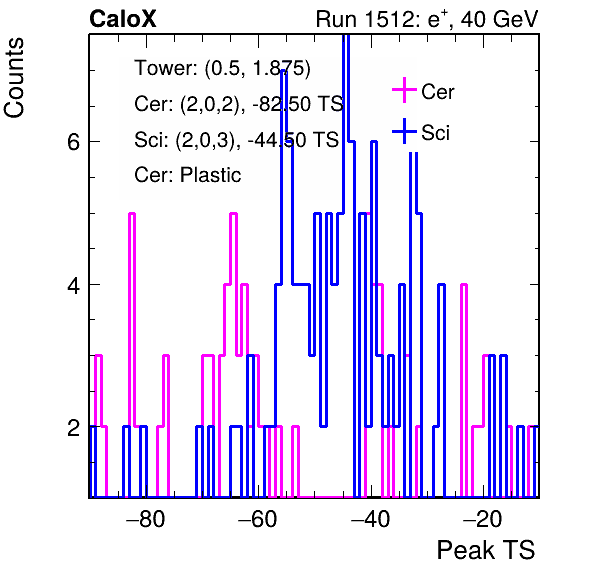 CaloX Run 1512: e⁺, 40 GeV
Counts
Tower: (0.5, 1.875)
Cer: (2,0,2), -82.50 TS
Sci: (2,0,3), -44.50 TS
Cer: Plastic
Cer
Sci
6
4
2
−80 −60 −40 −20
Peak TS